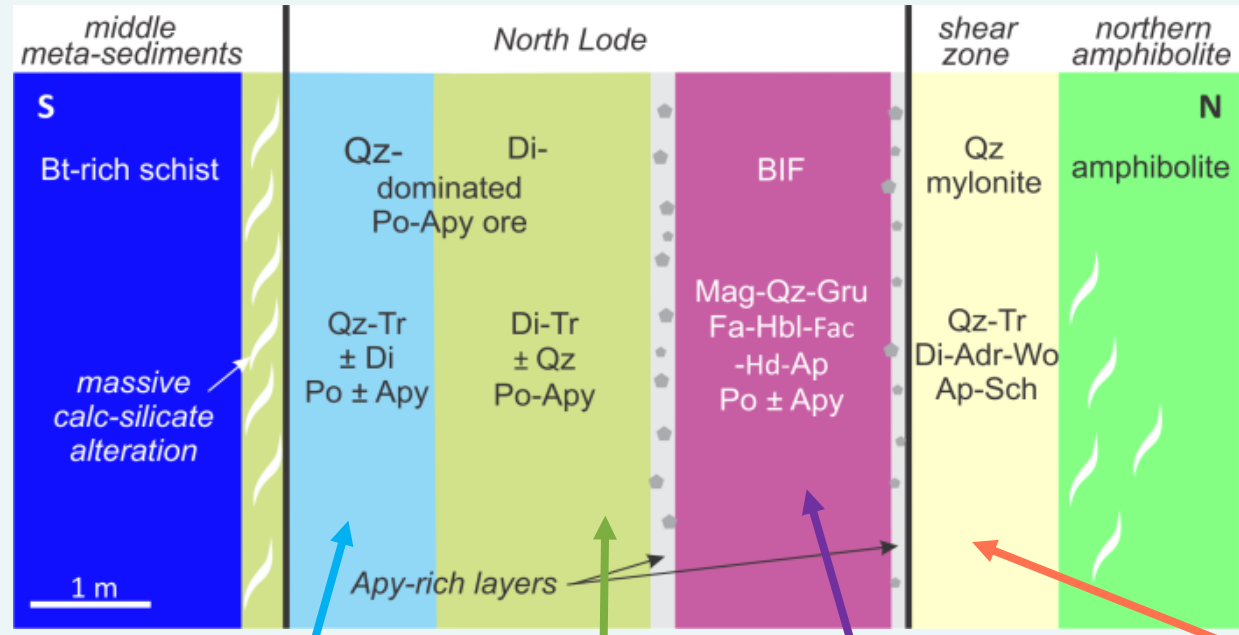 middle
meta-sediments
North Lode
shear
zone
northern
amphibolite
S
N
Bt-rich schist
Qz-
Di-
dominated
Po-Apy ore
BIF
Qz
mylonite
amphibolite
Qz-Tr
± Di
Po ± Apy
Di-Tr
± Qz
Po-Apy
Mag-Qz-Gru
Fa-Hbl-Fac
-Hd-Ap
Po ± Apy
Qz-Tr
Di-Adr-Wo
Ap-Sch
massive
calc-silicate
alteration
Apy-rich layers
1 m